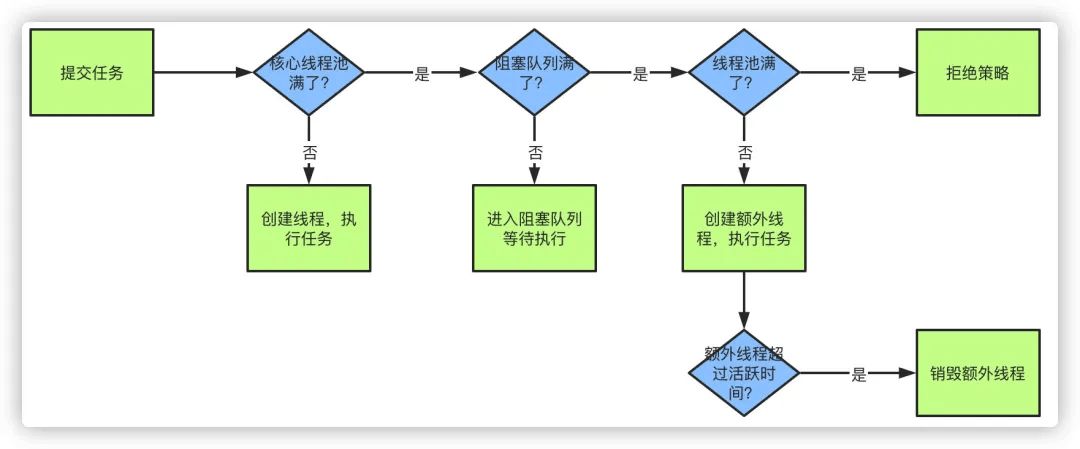 提交任务
核心线程池
满了?
是
阻塞队列满
了?
是
线程池满
了?
是
拒绝策略
否
否
否
创建线程，执
行任务
进入阻塞队列
等待执行
创建额外线
程，执行任务
额外线程超
过活跃时
间?
是
销毁额外线程